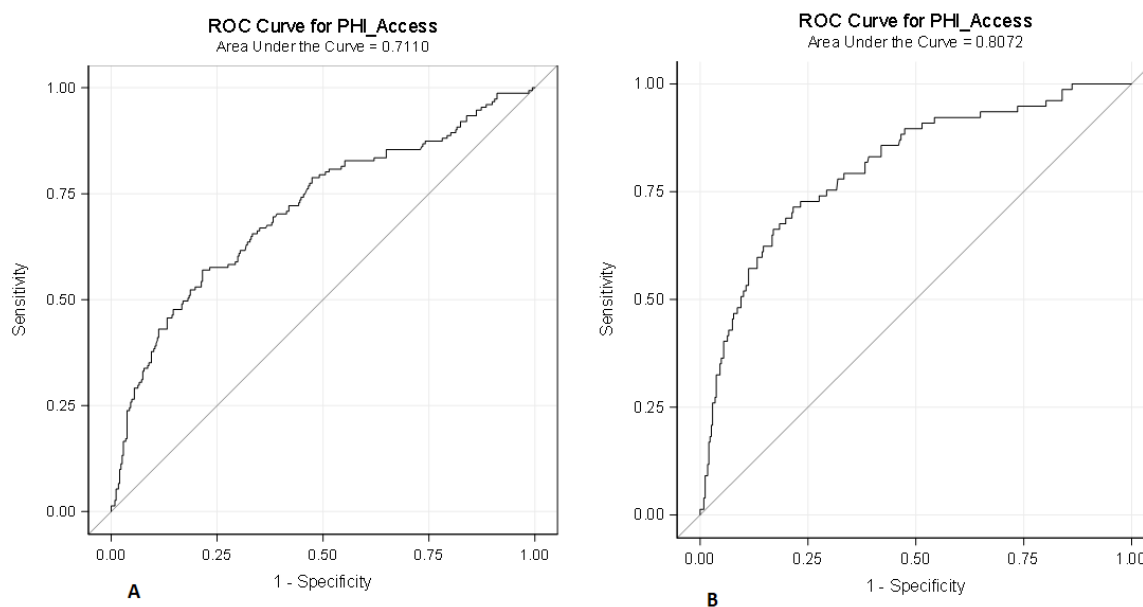 ROC Curve for PHI_Access
Area Under the Curve = 0.7110
1.00
0.75
0.50
0.25
0.00
Sensitivity
0.00 0.25 0.50 0.75 1.00
1 - Specificity
A
ROC Curve for PHI_Access
Area Under the Curve = 0.8072
1.00
0.75
0.50
0.25
0.00
Sensitivity
0.00 0.25 0.50 0.75 1.00
1 - Specificity
B